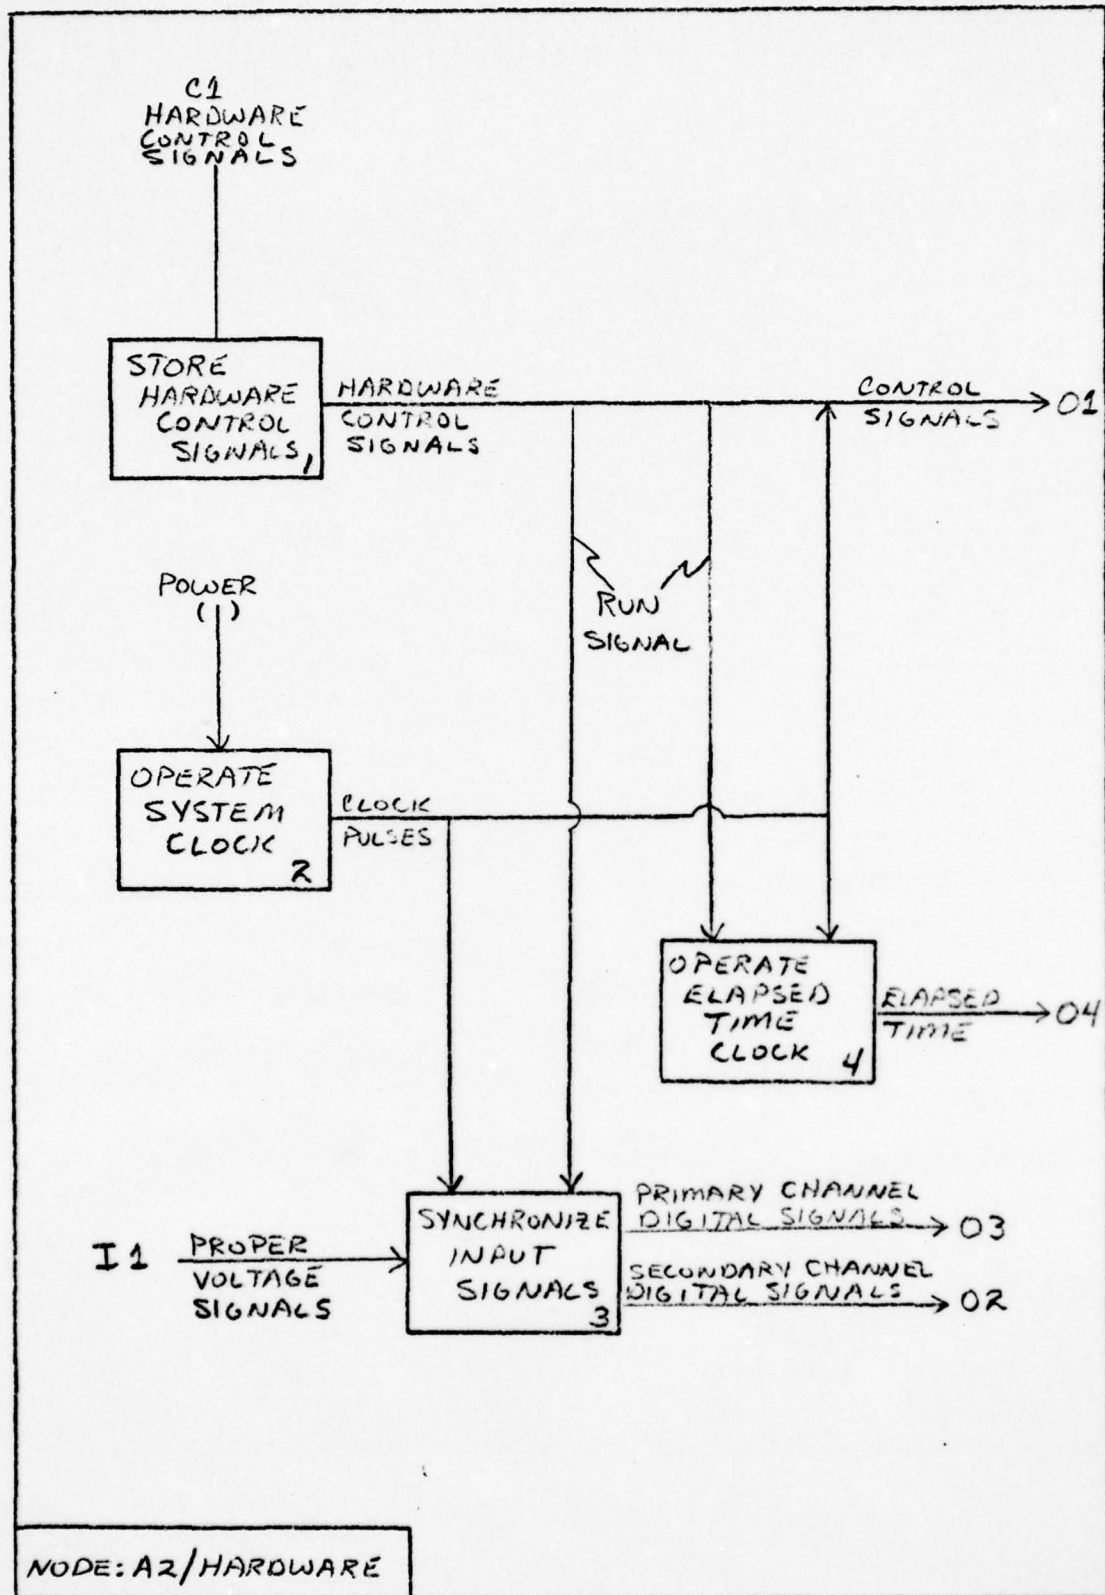 C1
HARDWARE
CONTROL
SIGNALS
STORE
HARDWARE
CONTROL
SIGNALS,1
HARDWARE
CONTROL
SIGNALS
CONTROL
SIGNALS
O1
POWER
( )
RUN
SIGNAL
OPERATE
SYSTEM
CLOCK
2
CLOCK
PULSES
OPERATE
ELAPSED
TIME
CLOCK 4
ELAPSED
TIME
O4
I1
PROPER
VOLTAGE
SIGNALS
SYNCHRONIZE
INPUT
SIGNALS
3
PRIMARY CHANNEL
DIGITAL SIGNALS
O3
SECONDARY CHANNEL
DIGITAL SIGNALS
O2
NODE: A2/HARDWARE